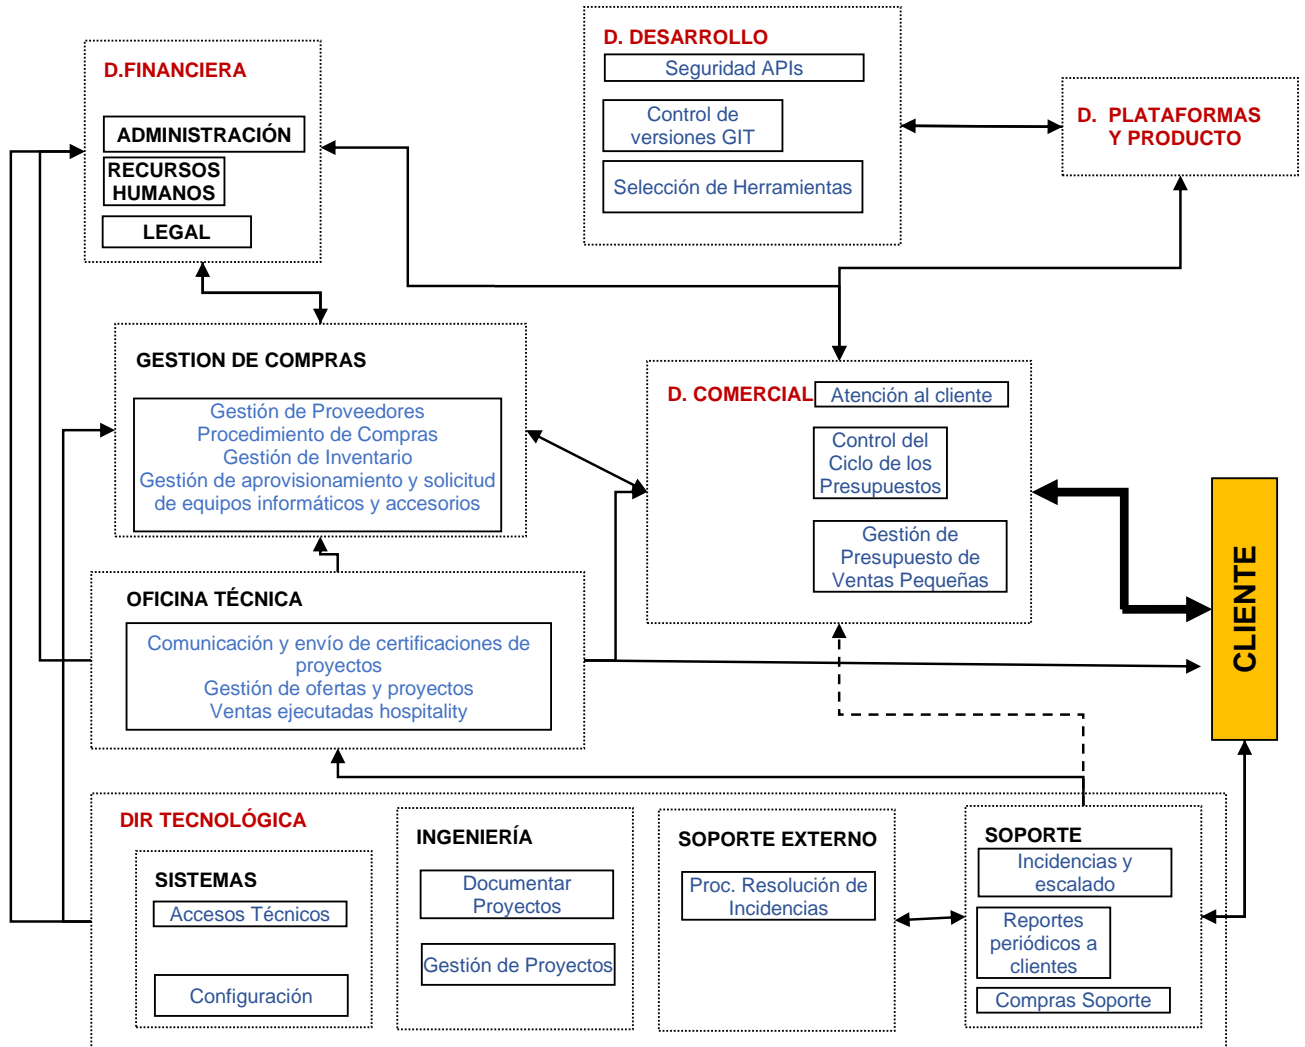 D.FINANCIERA
ADMINISTRACIÓN
RECURSOS
HUMANOS
LEGAL
D. DESARROLLO
Seguridad APIs
Control de
versiones GIT
Selección de Herramientas
D. PLATAFORMAS
Y PRODUCTO
GESTION DE COMPRAS
Gestión de Proveedores
Procedimiento de Compras
Gestión de Inventario
Gestión de aprovisionamiento y solicitud
de equipos informáticos y accesorios
D. COMERCIAL
Atención al cliente
Control del
Ciclo de los
Presupuestos
Gestión de
Presupuesto de
Ventas Pequeñas
CLIENTE
OFICINA TÉCNICA
Comunicación y envío de certificaciones de
proyectos
Gestión de ofertas y proyectos
Ventas ejecutadas hospitality
DIR TECNOLÓGICA
SISTEMAS
Accesos Técnicos
Configuración
INGENIERÍA
Documentar
Proyectos
Gestión de Proyectos
SOPORTE EXTERNO
Proc. Resolución de
Incidencias
SOPORTE
Incidencias y
escalado
Reportes
periódicos a
clientes
Compras Soporte